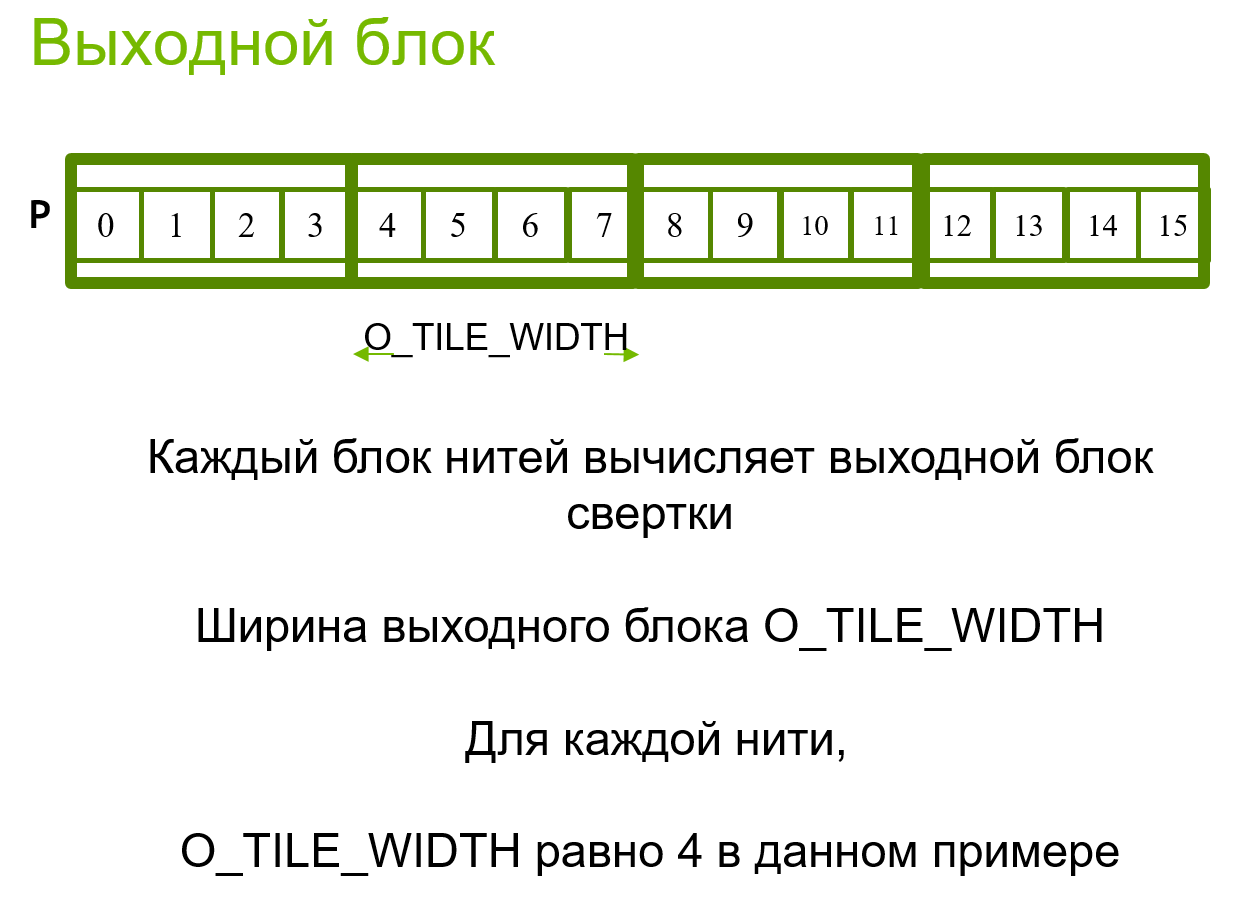 Выходной блок
P 0 1 2 3 4 5 6 7 8 9 10 11 12 13 14 15
O_TILE_WIDTH
Каждый блок нитей вычисляет выходной блок
свертки
Ширина выходного блока O_TILE_WIDTH
Для каждой нити,
O_TILE_WIDTH равно 4 в данном примере